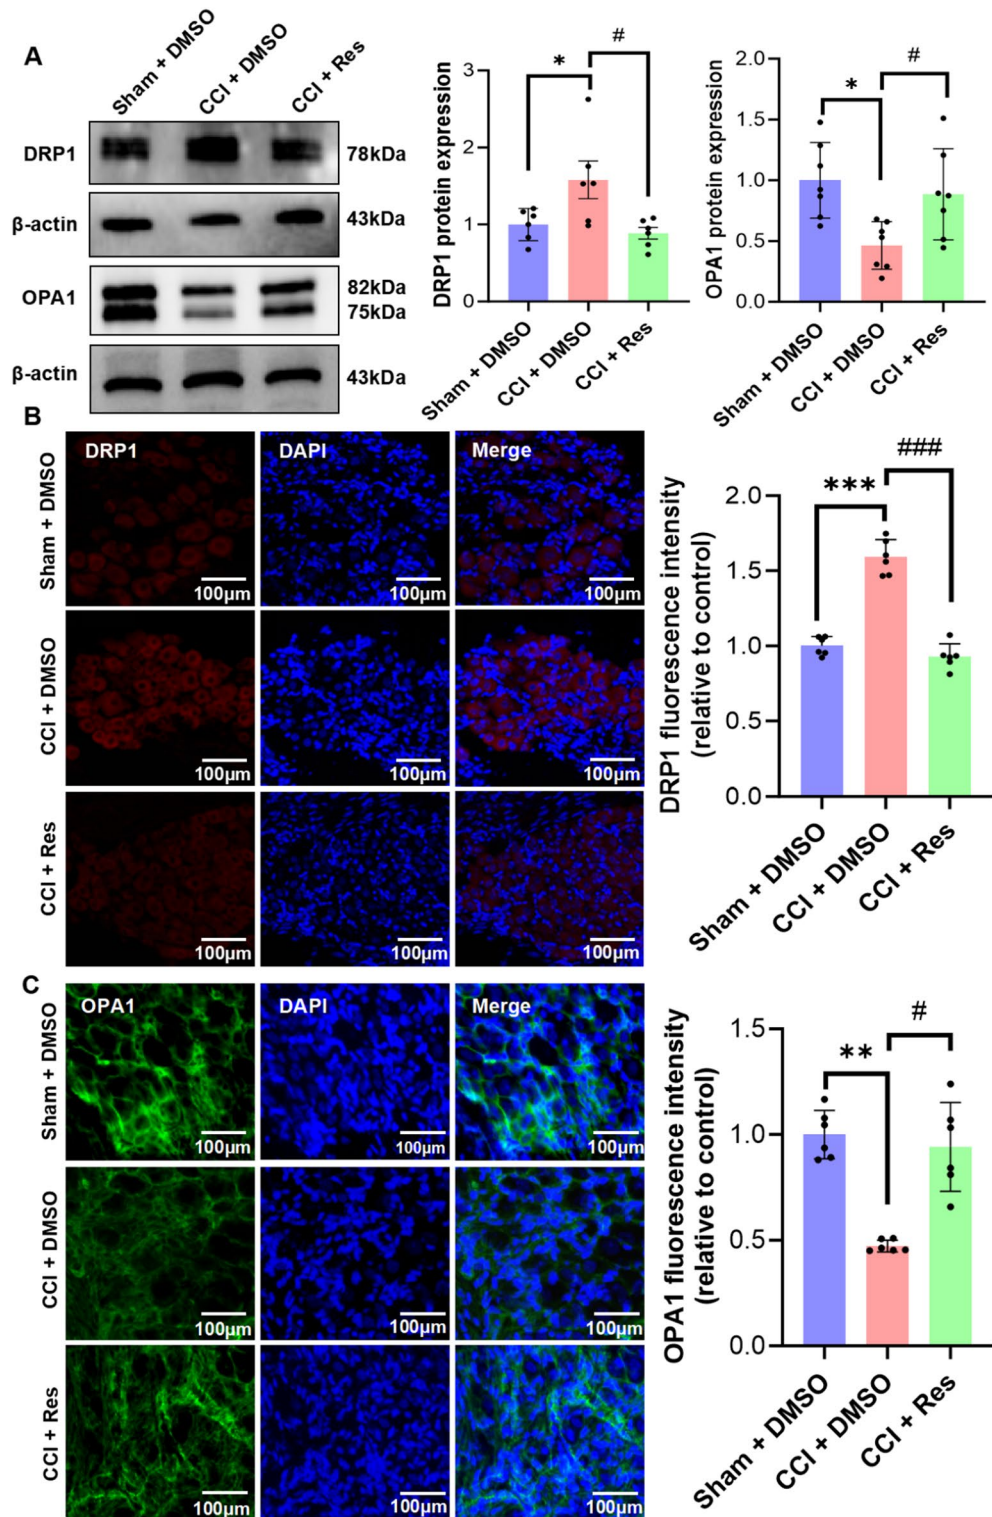 A
Sham + DMSO
CCI + DMSO
CCI + Res
DRP1
78kDa
β-actin
43kDa
OPA1
82kDa
75kDa
β-actin
43kDa
DRP1 protein expression
3
2
1
0
*
#
Sham + DMSO
CCI + DMSO
CCI + Res
OPA1 protein expression
2.0
1.5
1.0
0.5
0.0
*
#
Sham + DMSO
CCI + DMSO
CCI + Res
B
Sham + DMSO
DRP1
DAPI
Merge
100μm
100μm
100μm
CCI + DMSO
100μm
100μm
100μm
CCI + Res
100μm
100μm
100μm
DRP1 fluorescence intensity
(relative to control)
2.0
1.5
1.0
0.5
0.0
***
###
Sham + DMSO
CCI + DMSO
CCI + Res
C
Sham + DMSO
OPA1
DAPI
Merge
100μm
100μm
100μm
CCI + DMSO
100μm
100μm
100μm
CCI + Res
100μm
100μm
100μm
OPA1 fluorescence intensity
(relative to control)
1.5
1.0
0.5
0.0
**
#
Sham + DMSO
CCI + DMSO
CCI + Res